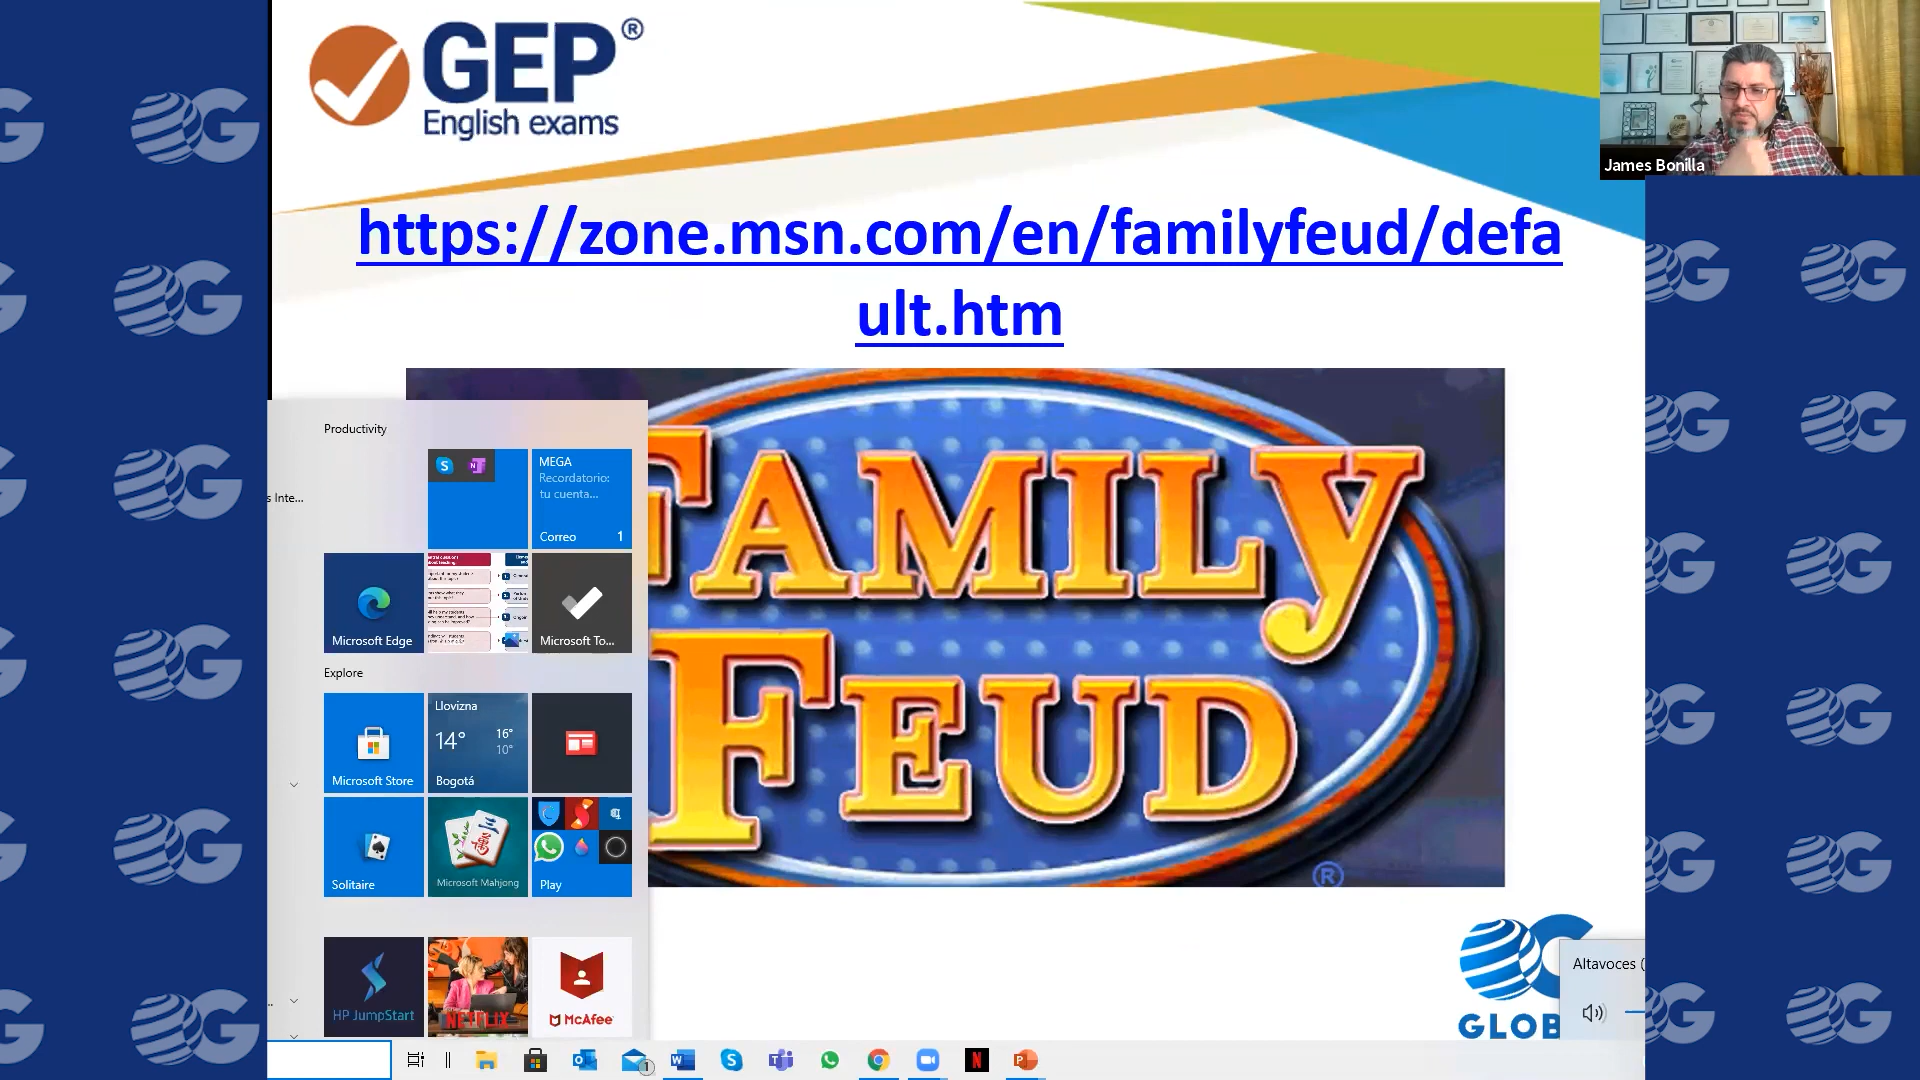 GEP®
English exams
James Bonilla
https://zone.msn.com/en/familyfeud/defa
ult.htm
FAMILY
FEUD
®
Productivity
s Inte...
MEGA
Recordatorio:
tu cuenta...
Correo 1
Microsoft Edge
Microsoft To...
Explore
Microsoft Store
Llovizna
14° 16°
10°
Bogotá
Solitaire
Microsoft Mahjong
Play
HP JumpStart
NETFLIX
McAfee
GLOB
Altavoces (